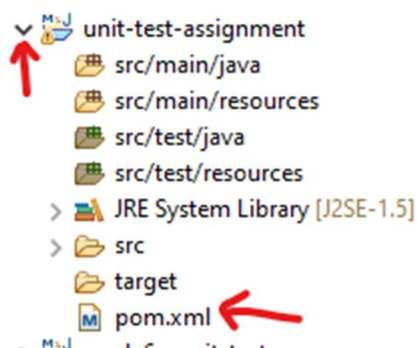 unit-test-assignment
src/main/java
src/main/resources
src/test/java
src/test/resources
JRE System Library [J2SE-1.5]
src
target
pom.xml